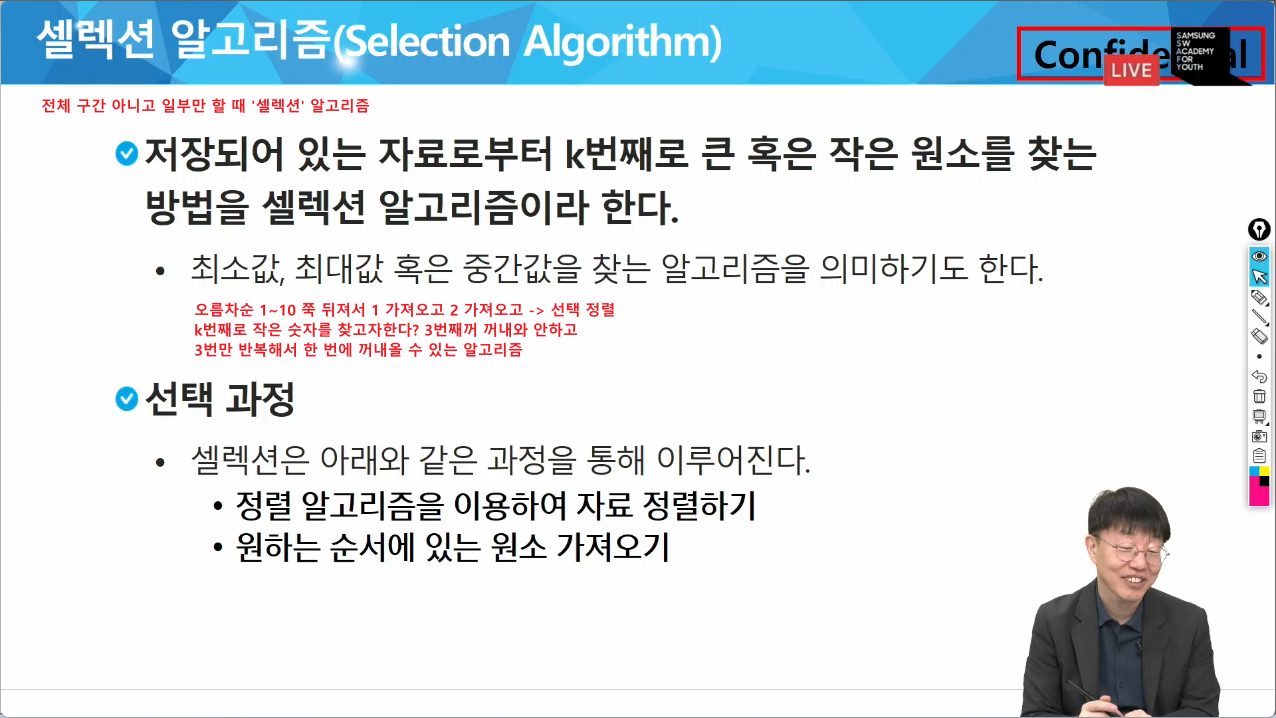 셀렉션 알고리즘(Selection Algorithm)
SAMSUNG
SW
ACADEMY
FOR
YOUTH
LIVE
전체 구간 아니고 일부만 할 때 '셀렉션' 알고리즘
저장되어 있는 자료로부터 k번째로 큰 혹은 작은 원소를 찾는
방법을 셀렉션 알고리즘이라 한다.
• 최소값, 최대값 혹은 중간값을 찾는 알고리즘을 의미하기도 한다.
오름차순 1~10 쭉 뒤져서 1 가져오고 2 가져오고 -> 선택 정렬
k번째로 작은 숫자를 찾고자한다? 3번째꺼 꺼내와 안하고
3번만 반복해서 한 번에 꺼내올 수 있는 알고리즘
선택 과정
• 셀렉션은 아래와 같은 과정을 통해 이루어진다.
• 정렬 알고리즘을 이용하여 자료 정렬하기
• 원하는 순서에 있는 원소 가져오기